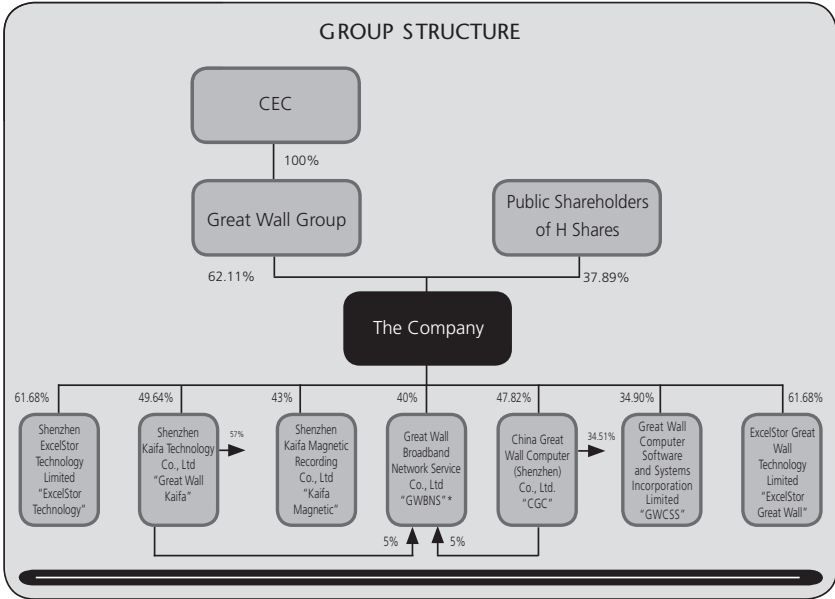 GROUP STRUCTURE
CEC
100%
Great Wall Group
Public Shareholders
of H Shares
62.11%
37.89%
The Company
61.68%
49.64%
43%
40%
47.82%
34.90%
61.68%
Shenzhen
ExcelStor
Technology
Limited
"ExcelStor
Technology"
Shenzhen
Kaifa Technology
Co., Ltd
"Great Wall
Kaifa"
57%
Shenzhen
Kaifa Magnetic
Recording
Co., Ltd
"Kaifa
Magnetic"
Great Wall
Broadband
Network Service
Co., Ltd
"GWBNS"*
China Great
Wall Computer
(Shenzhen)
Co., Ltd.
"CGC"
34.51%
Great Wall
Computer
Software
and Systems
Incorporation
Limited
"GWCSS"
ExcelStor Great
Wall
Technology
Limited
"ExcelStor
Great Wall"
5%
5%